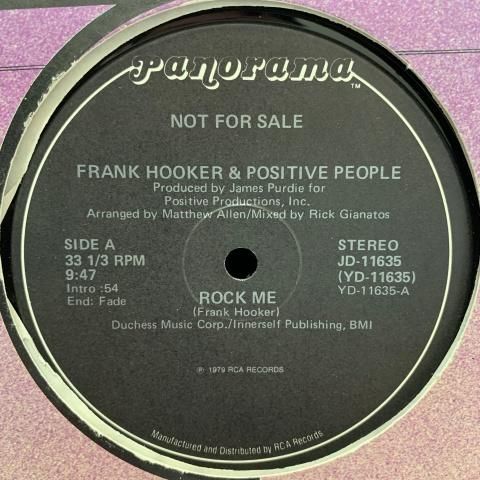 Panorama™
NOT FOR SALE
FRANK HOOKER & POSITIVE PEOPLE
Produced by James Purdie for
Positive Productions, Inc.
Arranged by Matthew Allen/Mixed by Rick Gianatos
SIDE A
33 1/3 RPM
9:47
Intro :54
End: Fade
STEREO
JD-11635
(YD-11635)
YD-11635-A
ROCK ME
(Frank Hooker)
Duchess Music Corp./Innerself Publishing, BMI
℗ 1979 RCA RECORDS
Manufactured and Distributed by RCA Records